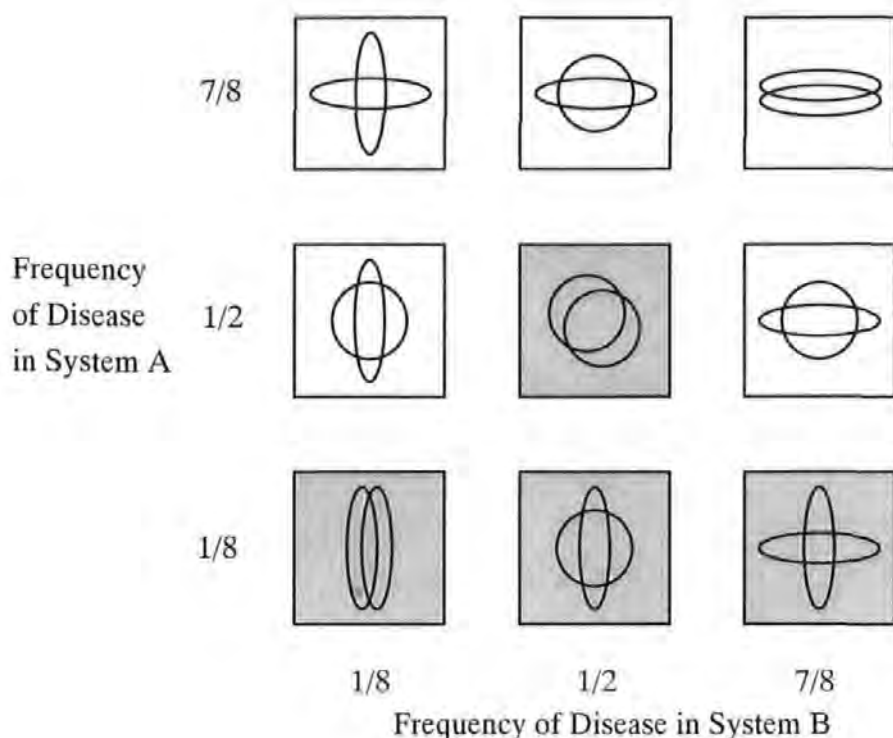 7/8
Frequency
of Disease
in System A
1/2
1/8
1/8 1/2 7/8
Frequency of Disease in System B